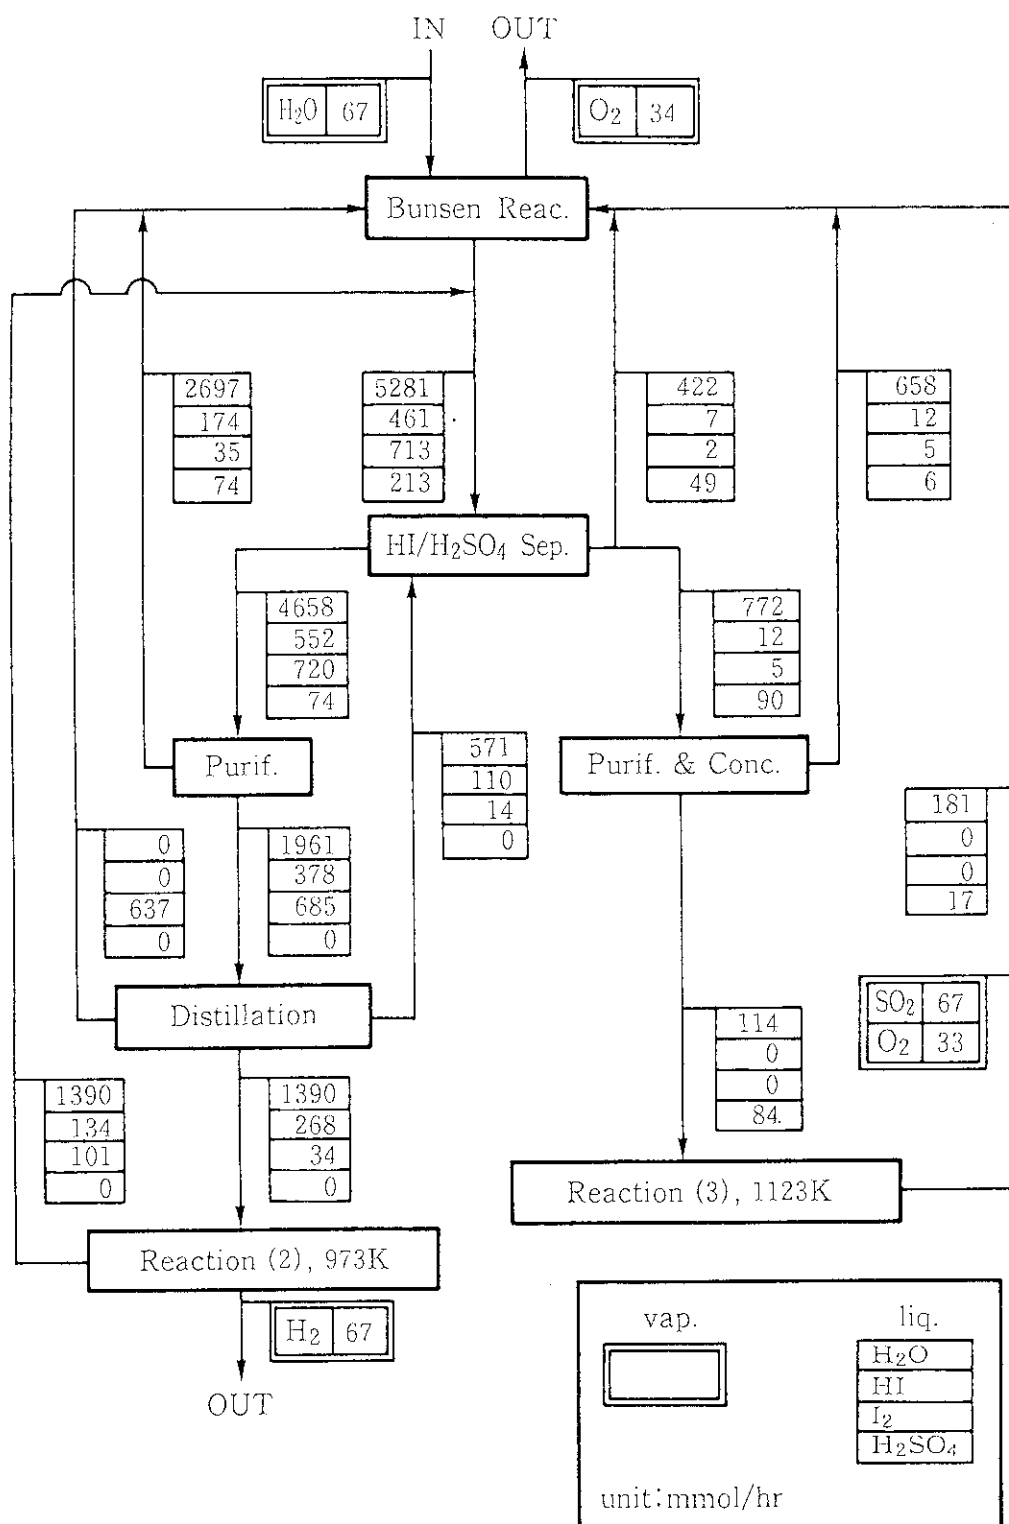 IN OUT
H₂O 67
O₂ 34
Bunsen Reac.
2697
174
35
74
5281
461
713
213
422
7
2
49
658
12
5
6
HI/H₂SO₄ Sep.
4658
552
720
74
772
12
5
90
Purif.
571
110
14
0
Purif. & Conc.
181
0
0
17
0
0
637
0
1961
378
685
0
Distillation
SO₂ 67
O₂ 33
114
0
0
84.
1390
134
101
0
1390
268
34
0
Reaction (3), 1123K
Reaction (2), 973K
H₂ 67
OUT
vap.
liq.
H₂O
HI
I₂
H₂SO₄
unit:mmol/hr